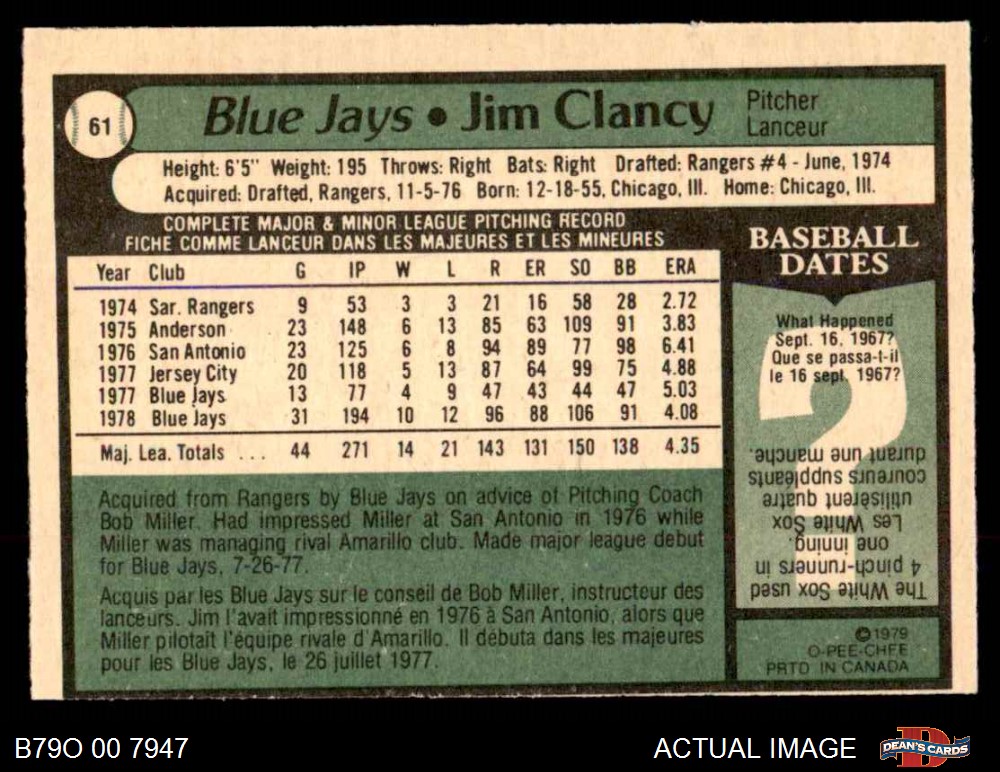 61
Blue Jays • Jim Clancy
Pitcher
Lanceur
Height: 6'5" Weight: 195 Throws: Right Bats: Right Drafted: Rangers #4 - June, 1974
Acquired: Drafted, Rangers, 11-5-76 Born: 12-18-55, Chicago, Ill. Home: Chicago, Ill.
COMPLETE MAJOR & MINOR LEAGUE PITCHING RECORD
FICHE COMME LANCEUR DANS LES MAJEURES ET LES MINEURES
Year Club G IP W L R ER SO BB ERA
1974 Sar. Rangers 9 53 3 3 21 16 58 28 2.72
1975 Anderson 23 148 6 13 85 63 109 91 3.83
1976 San Antonio 23 125 6 8 94 89 77 98 6.41
1977 Jersey City 20 118 5 13 87 64 99 75 4.88
1977 Blue Jays 13 77 4 9 47 43 44 47 5.03
1978 Blue Jays 31 194 10 12 96 88 106 91 4.08
Maj. Lea. Totals ... 44 271 14 21 143 131 150 138 4.35
Acquired from Rangers by Blue Jays on advice of Pitching Coach
Bob Miller. Had impressed Miller at San Antonio in 1976 while
Miller was managing rival Amarillo club. Made major league debut
for Blue Jays, 7-26-77.
Acquis par les Blue Jays sur le conseil de Bob Miller, instructeur des
lanceurs. Jim l'avait impressionné en 1976 à San Antonio, alors que
Miller pilotait l'équipe rivale d'Amarillo. Il débuta dans les majeures
pour les Blue Jays, le 26 juillet 1977.
BASEBALL
DATES
What Happened
Sept. 16, 1967?
Que se passa-t-il
le 16 sept. 1967?
The White Sox used
4 pinch-runners in
one inning.
Les White Sox
utilisèrent quatre
coureurs suppléants
durant une manche.
©1979
O-PEE-CHEE
PRTD IN CANADA
B79O 00 7947
ACTUAL IMAGE
DEAN'S CARDS